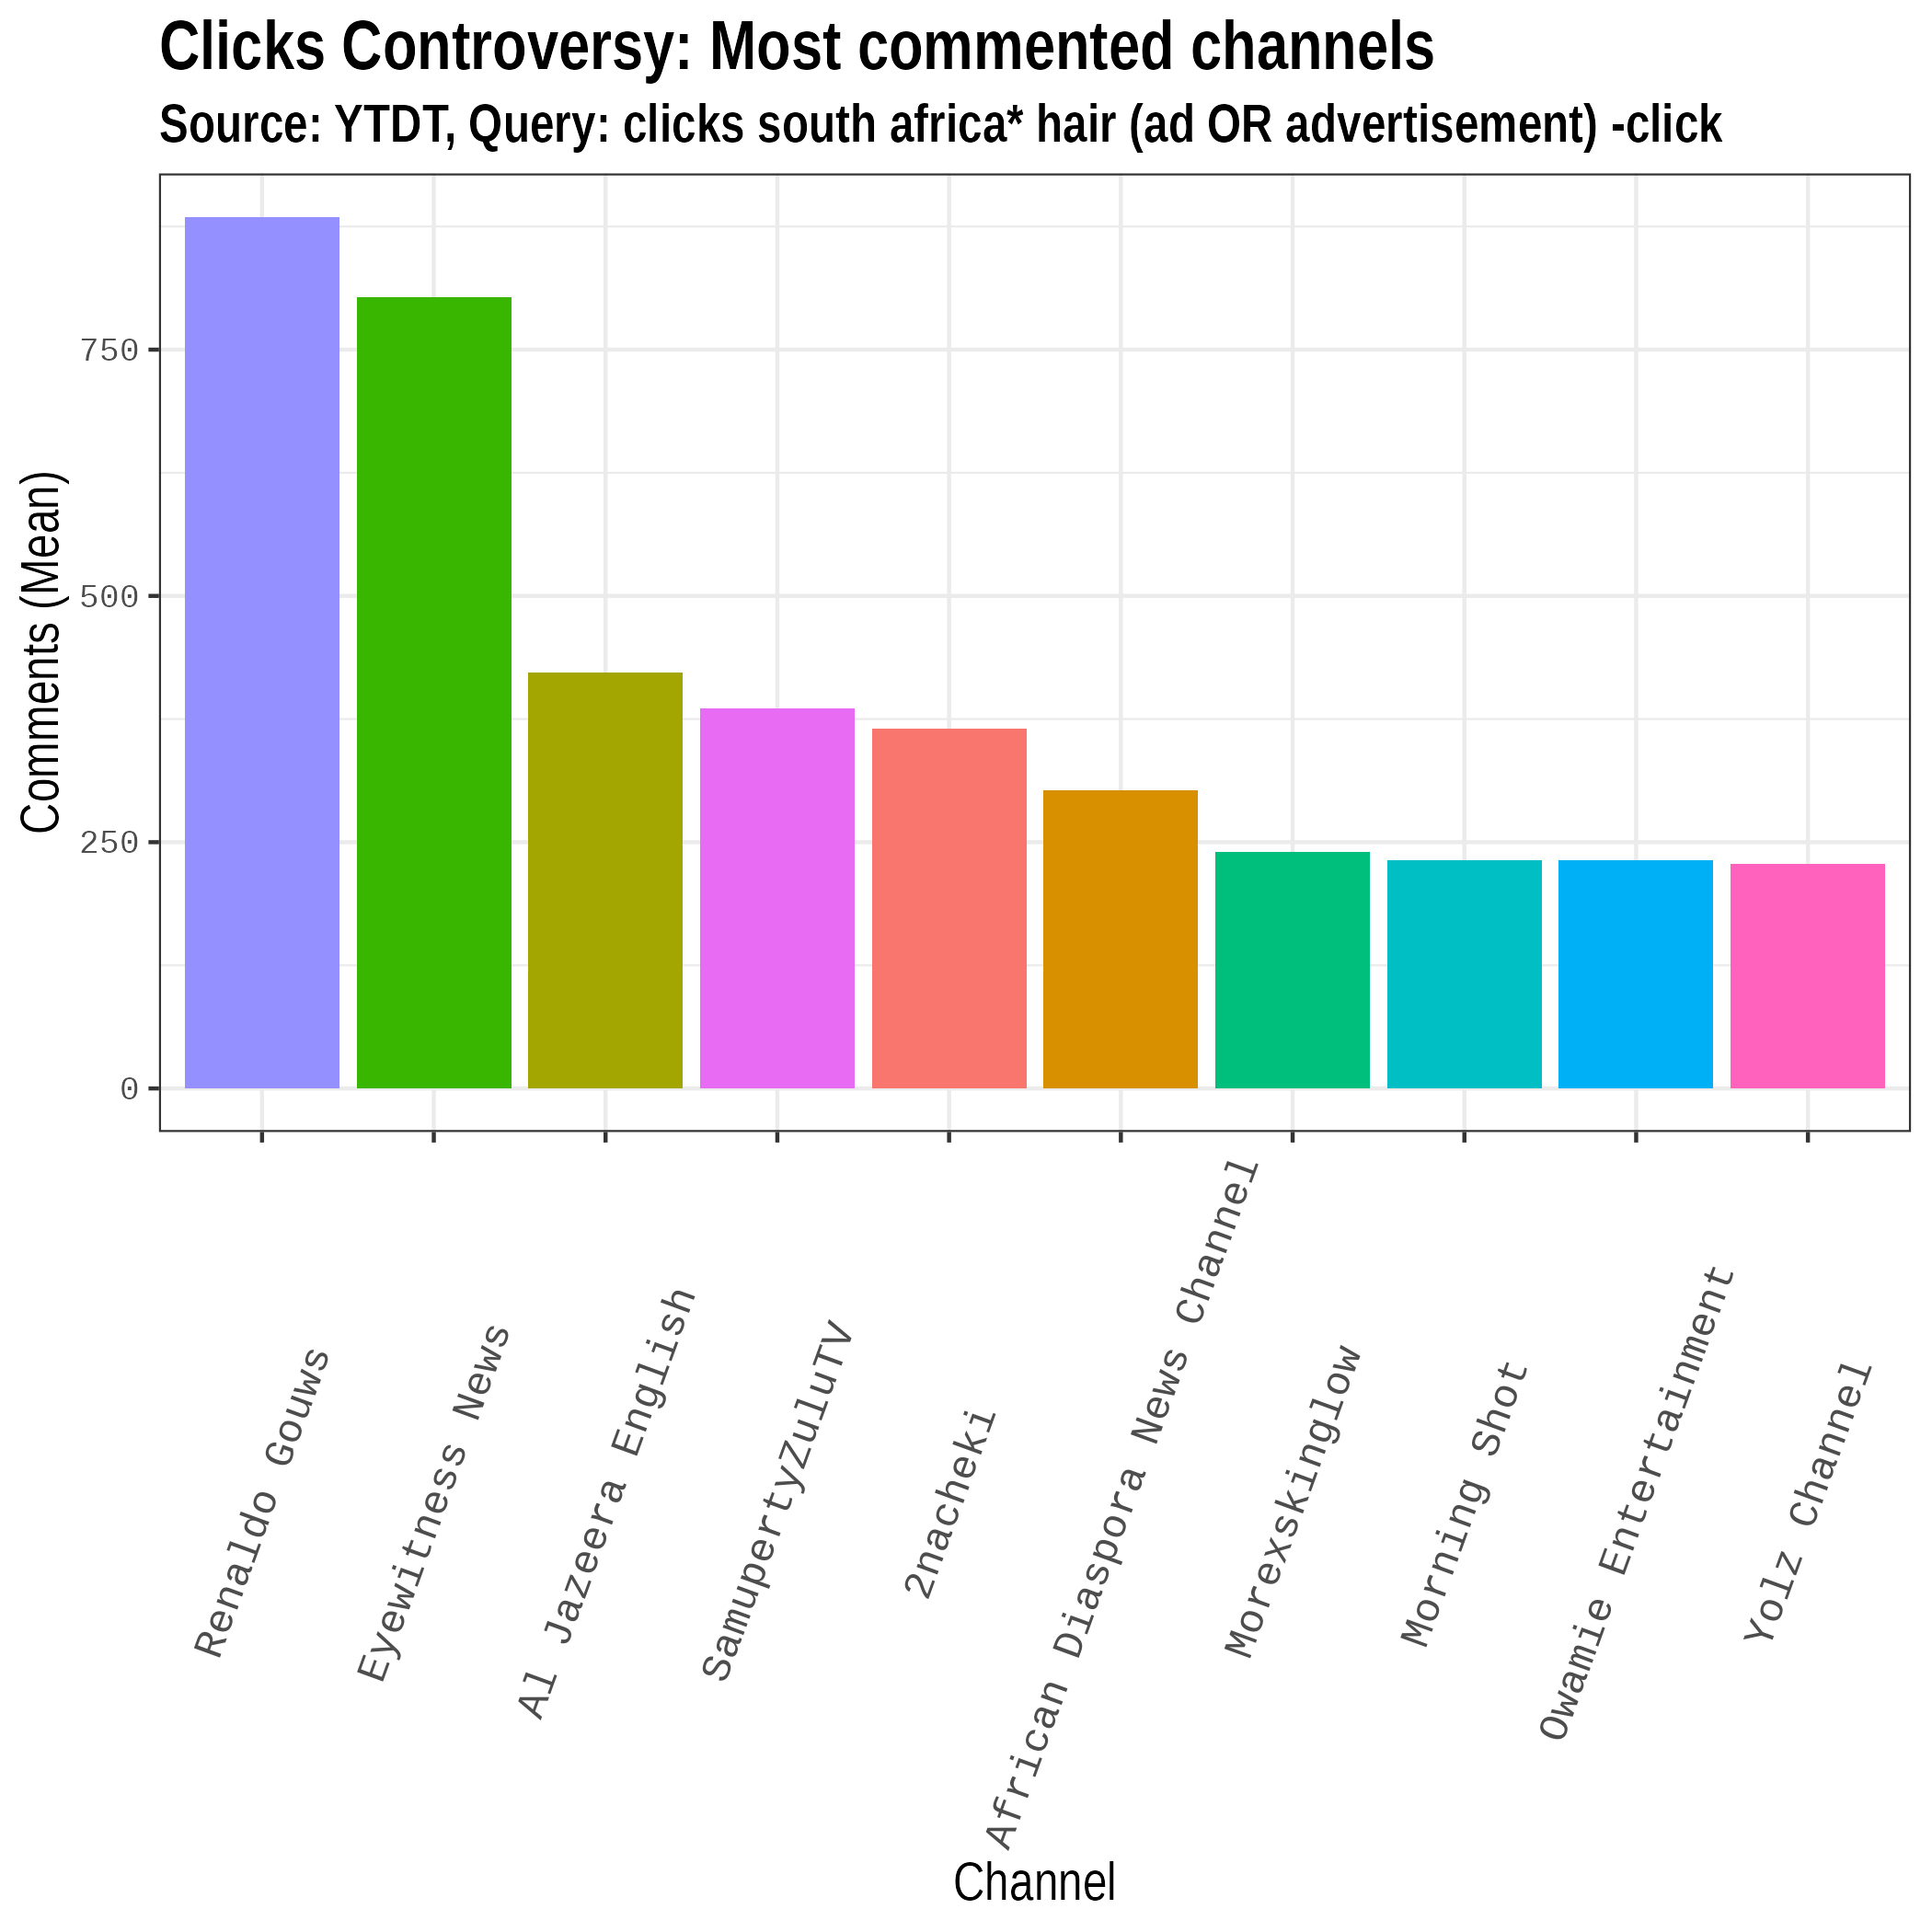 Clicks Controversy: Most commented channels
Source: YTDT, Query: clicks south africa* hair (ad OR advertisement) -click
Comments (Mean)
750
500
250
0
Renaldo Gouws
Eyewitness News
Al Jazeera English
SamupertyZuluTV
2nacheki
African Diaspora News Channel
Morexskinglow
Morning Shot
Owamie Entertainment
Yolz Channel
Channel